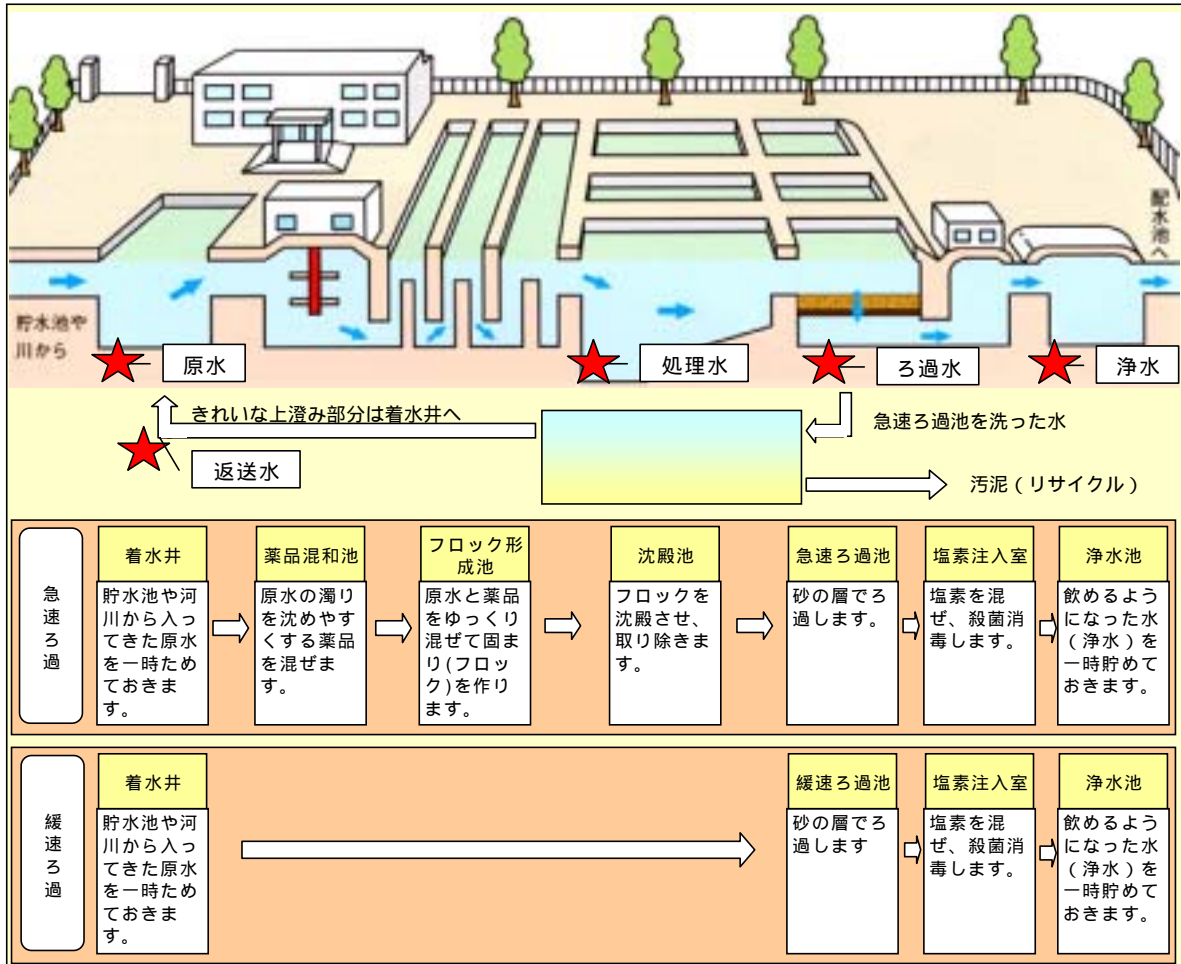 配水池へ
貯水池や
川から
原水
処理水
ろ過水
浄水
きれいな上澄み部分は着水井へ
急速ろ過池を洗った水
返送水
汚泥（リサイクル）
急速ろ過
着水井
貯水池や河
川から入っ
てきた原水
を一時ため
ておきま
す。
薬品混和池
原水の濁り
を沈めやす
くする薬品
を混ぜま
す。
フロック形
成池
原水と薬品
をゆっくり
混ぜて固ま
り(フロッ
ク)を作り
ます。
沈殿池
フロックを
沈殿させ、
取り除きま
す。
急速ろ過池
砂の層でろ
過します。
塩素注入室
塩素を混
ぜ、殺菌消
毒します。
浄水池
飲めるよう
になった水
（浄水）を
一時貯めて
おきます。
緩速ろ過
着水井
貯水池や河
川から入っ
てきた原水
を一時ため
ておきま
す。
緩速ろ過池
砂の層でろ
過します
塩素注入室
塩素を混
ぜ、殺菌消
毒します。
浄水池
飲めるよう
になった水
（浄水）を
一時貯めて
おきます。